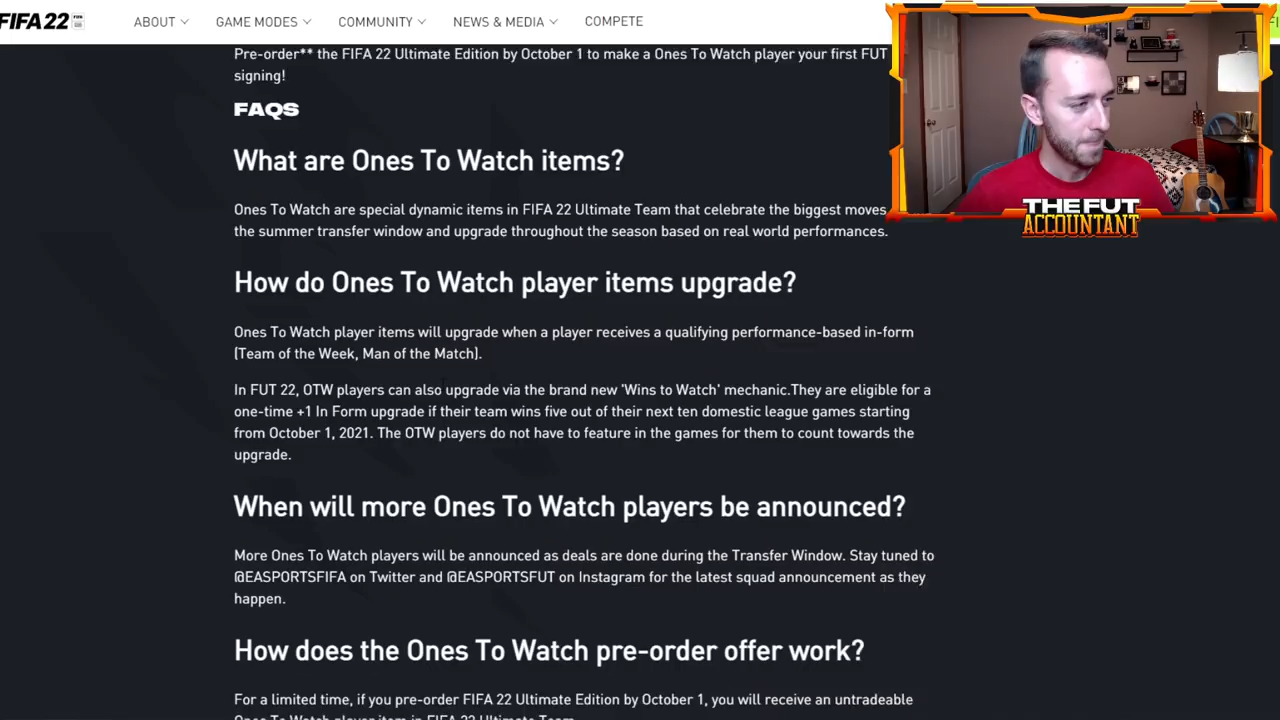 FIFA 22
ABOUT
GAME MODES
COMMUNITY
NEWS & MEDIA
COMPETE
Pre-order** the FIFA 22 Ultimate Edition by October 1 to make a Ones To Watch player your first FUT
signing!
FAQS
What are Ones To Watch items?
Ones To Watch are special dynamic items in FIFA 22 Ultimate Team that celebrate the biggest moves
the summer transfer window and upgrade throughout the season based on real world performances.
THE FUT
ACCOUNTANT
How do Ones To Watch player items upgrade?
Ones To Watch player items will upgrade when a player receives a qualifying performance-based in-form
(Team of the Week, Man of the Match).
In FUT 22, OTW players can also upgrade via the brand new 'Wins to Watch' mechanic.They are eligible for a
one-time +1 In Form upgrade if their team wins five out of their next ten domestic league games starting
from October 1, 2021. The OTW players do not have to feature in the games for them to count towards the
upgrade.
When will more Ones To Watch players be announced?
More Ones To Watch players will be announced as deals are done during the Transfer Window. Stay tuned to
@EASPORTSFIFA on Twitter and @EASPORTSFUT on Instagram for the latest squad announcement as they
happen.
How does the Ones To Watch pre-order offer work?
For a limited time, if you pre-order FIFA 22 Ultimate Edition by October 1, you will receive an untradeable
Ones To Watch player item in FIFA 22 Ultimate Team.